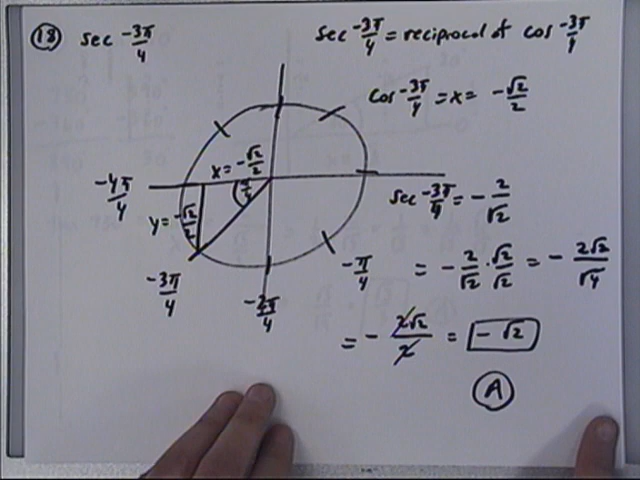 18 sec -3π/4
sec -3π/4 = reciprocal of cos -3π/4
cos -3π/4 = x = -√2/2
x = -√2/2
-4π/4
π/4
y = -√2/2
sec -3π/4 = - 2/√2
-3π/4
-2π/4
-π/4
= - 2/√2 · √2/√2 = - 2√2/√4
= - 2√2/2 = - √2
A